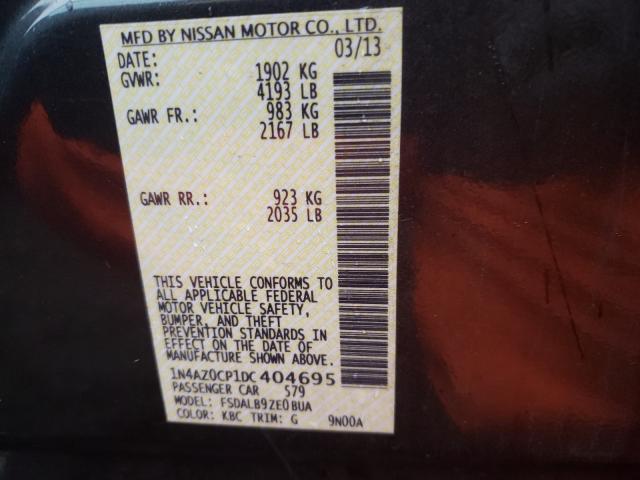 MFD BY NISSAN MOTOR CO., LTD.
DATE: 03/13
GVWR: 1902 KG
4193 LB
GAWR FR.: 983 KG
2167 LB
GAWR RR.: 923 KG
2035 LB
THIS VEHICLE CONFORMS TO
ALL APPLICABLE FEDERAL
MOTOR VEHICLE SAFETY,
BUMPER, AND THEFT
PREVENTION STANDARDS IN
EFFECT ON THE DATE OF
MANUFACTURE SHOWN ABOVE.
1N4AZ0CP1DC404695
PASSENGER CAR 579
MODEL: FSDALB9ZE0BUA
COLOR: KBC TRIM: G 9N00A